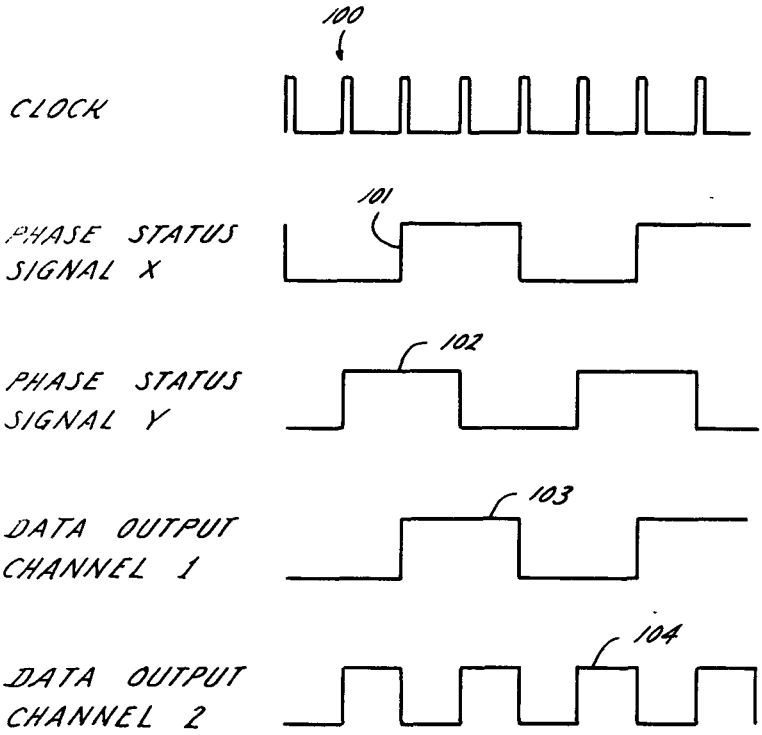 100
CLOCK
101
PHASE STATUS
SIGNAL X
102
PHASE STATUS
SIGNAL Y
103
DATA OUTPUT
CHANNEL 1
104
DATA OUTPUT
CHANNEL 2